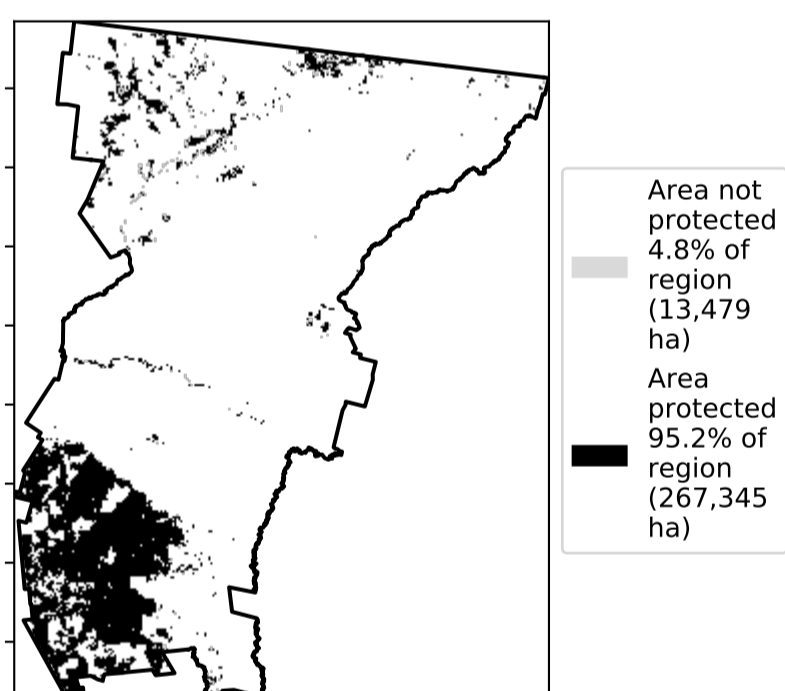 Area not
protected
4.8% of
region
(13,479
ha)
Area
protected
95.2% of
region
(267,345
ha)